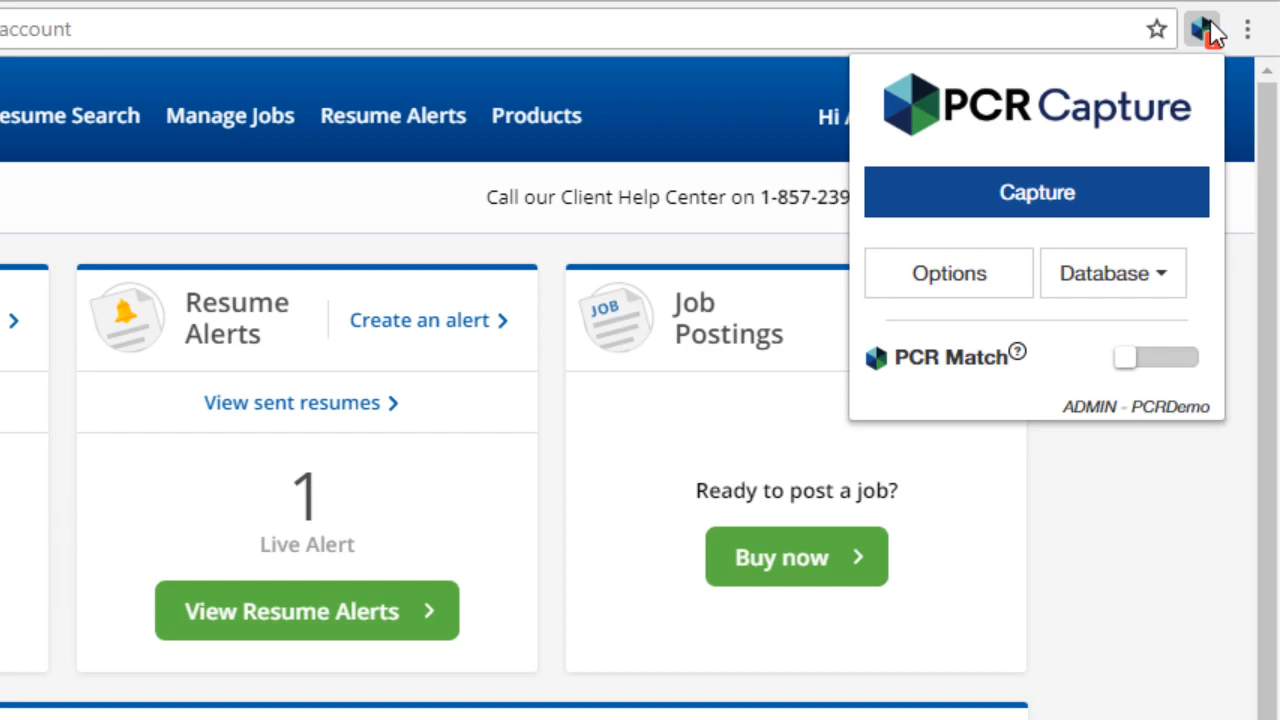 account
PCR Capture
esume Search Manage Jobs Resume Alerts Products Hi
Call our Client Help Center on 1-857-239
Capture
Options Database
PCR Match?
ADMIN - PCRDemo
Resume
Alerts
Create an alert
View sent resumes
1
Live Alert
View Resume Alerts
JOB
Job
Postings
Ready to post a job?
Buy now